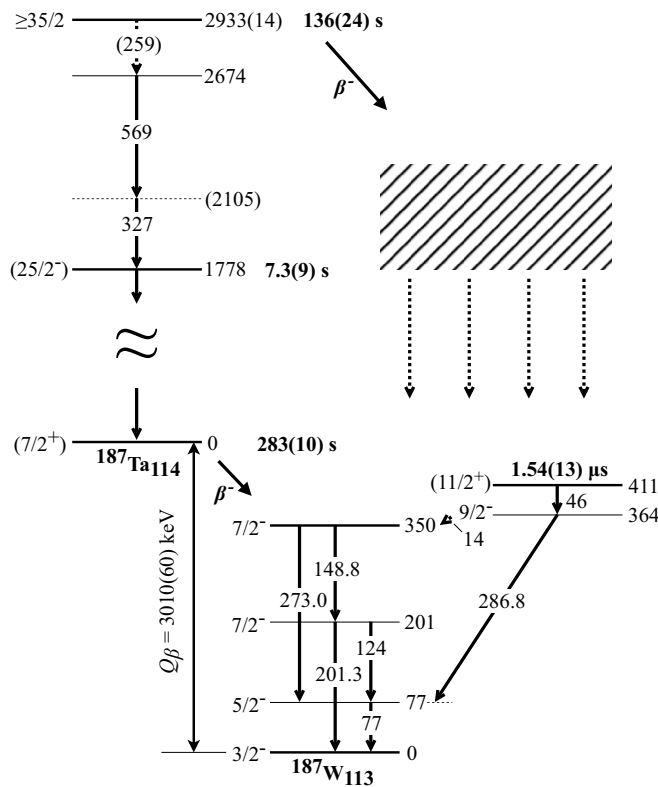 ≥35/2 2933(14) 136(24) s
(259)
2674
β⁻
569
(2105)
327
(25/2⁻) 1778 7.3(9) s
(7/2⁺) 0 283(10) s
¹⁸⁷Ta₁₁₄
β⁻
1.54(13) μs
(11/2⁺) 411
46
9/2⁻ 364
7/2⁻ 350
14
148.8
273.0
286.8
7/2⁻ 201
124
201.3
5/2⁻ 77
77
3/2⁻ 0
¹⁸⁷W₁₁₃
Qβ = 3010(60) keV